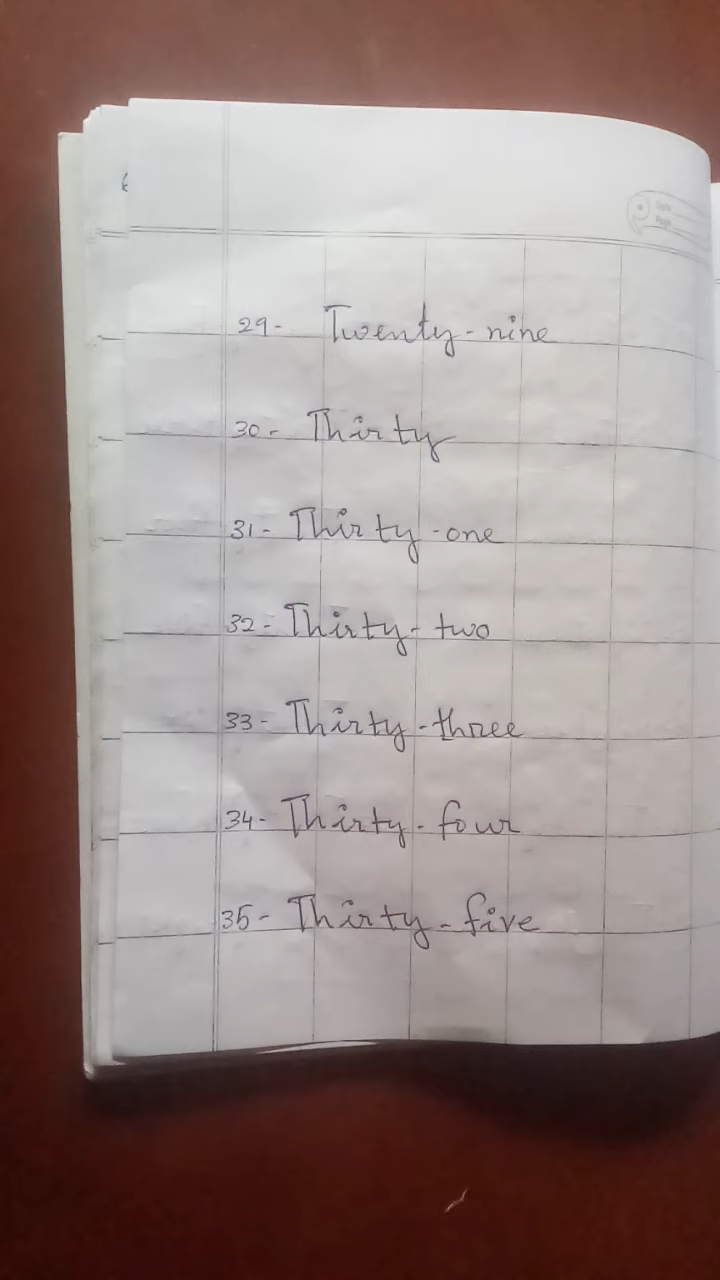 29- Twenty-nine
30- Thirty
31- Thirty-one
32- Thirty-two
33- Thirty-three
34- Thirty-four
35- Thirty-five